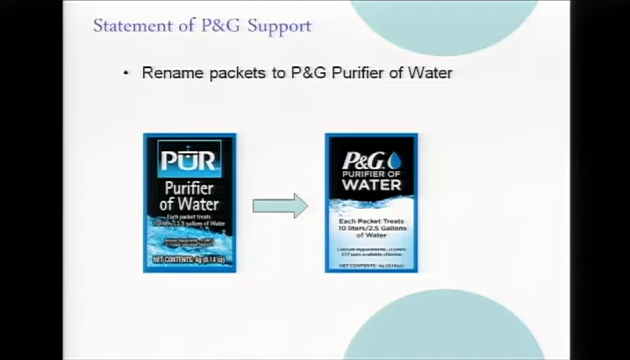 Statement of P&G Support
• Rename packets to P&G Purifier of Water
PUR
Purifier
of Water
Each packet treats
10 liters/2.5 gallons of Water
NET CONTENTS: 4g (0.14 oz)
P&G
PURIFIER OF
WATER
Each Packet Treats
10 liters/2.5 Gallons
of Water
NET CONTENTS: 4g (0.14oz)